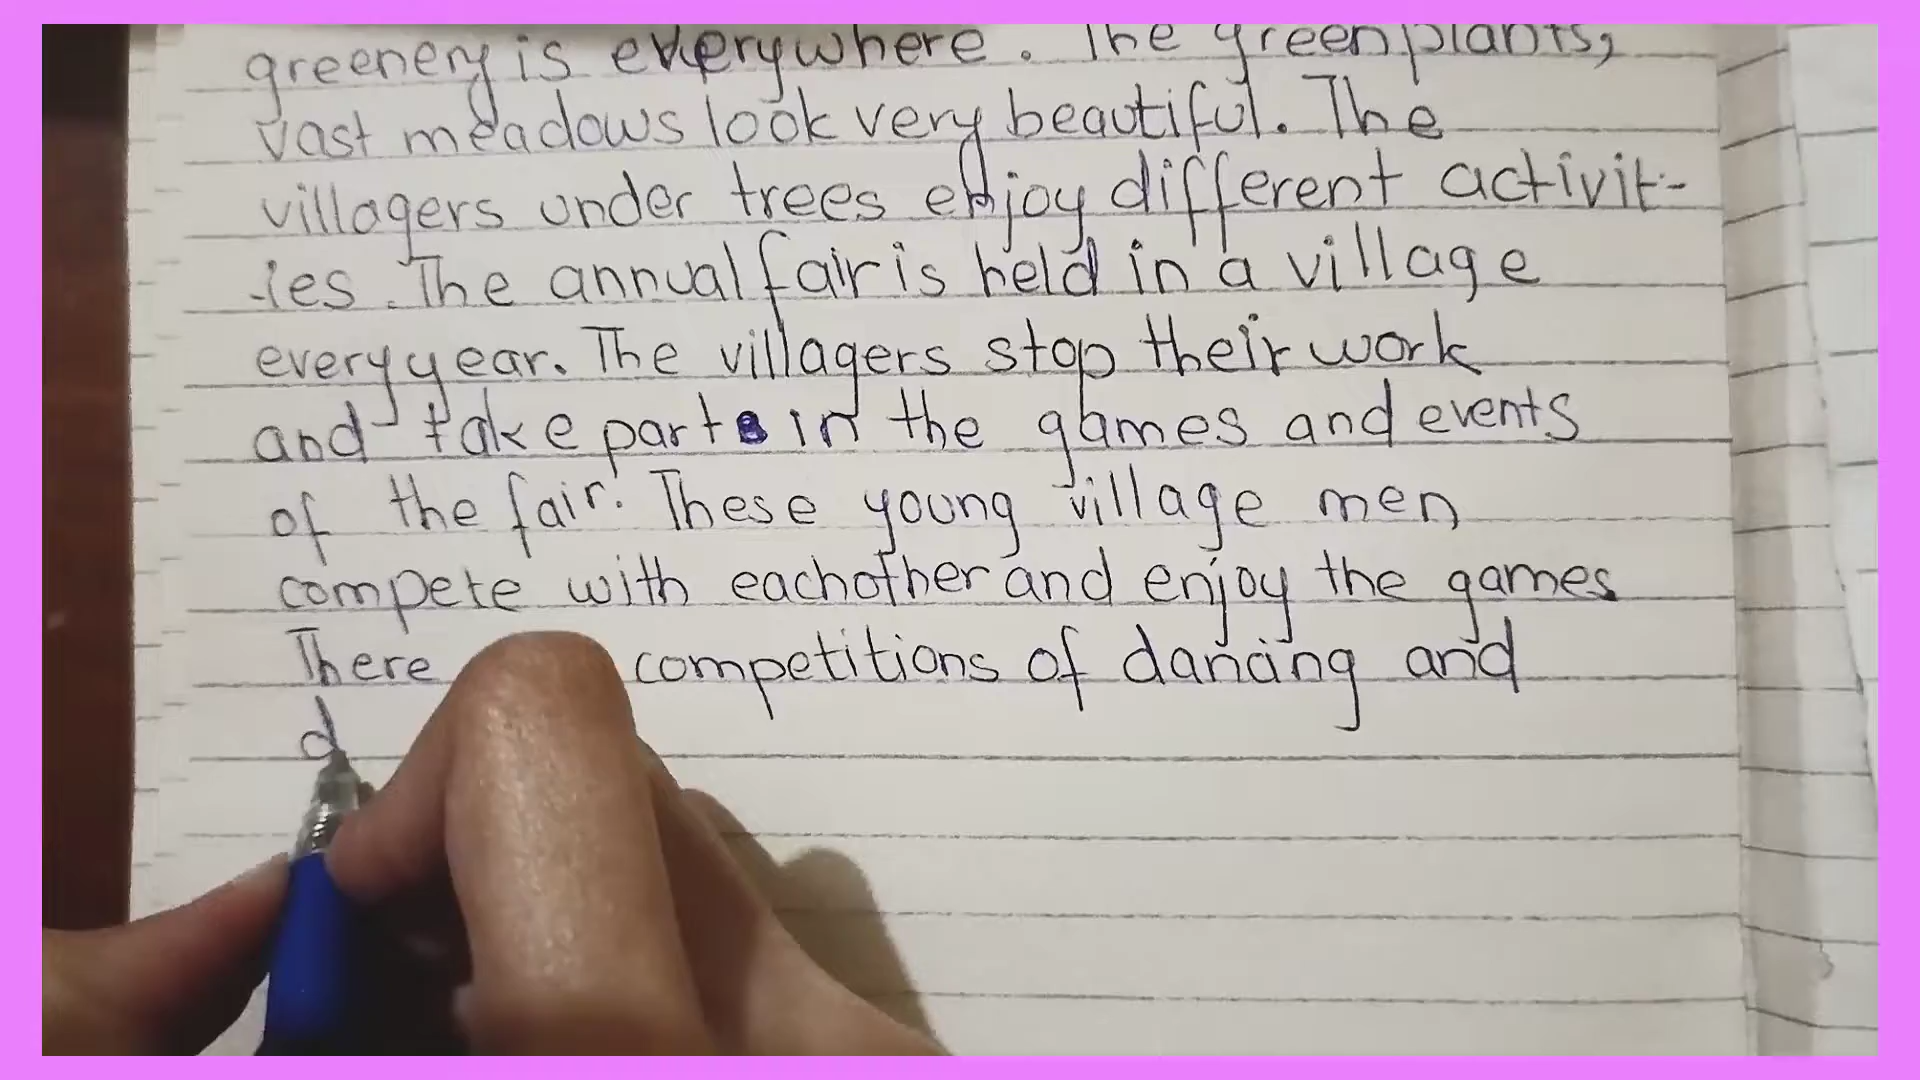 greenery is everywhere. The green plants,
vast meadows look very beautiful. The
villagers under trees enjoy different activit-
-ies. The annual fair is held in a village
every year. The villagers stop their work
and take part in the games and events
of the fair. These young village men
compete with eachother and enjoy the games.
There competitions of dancing and
d